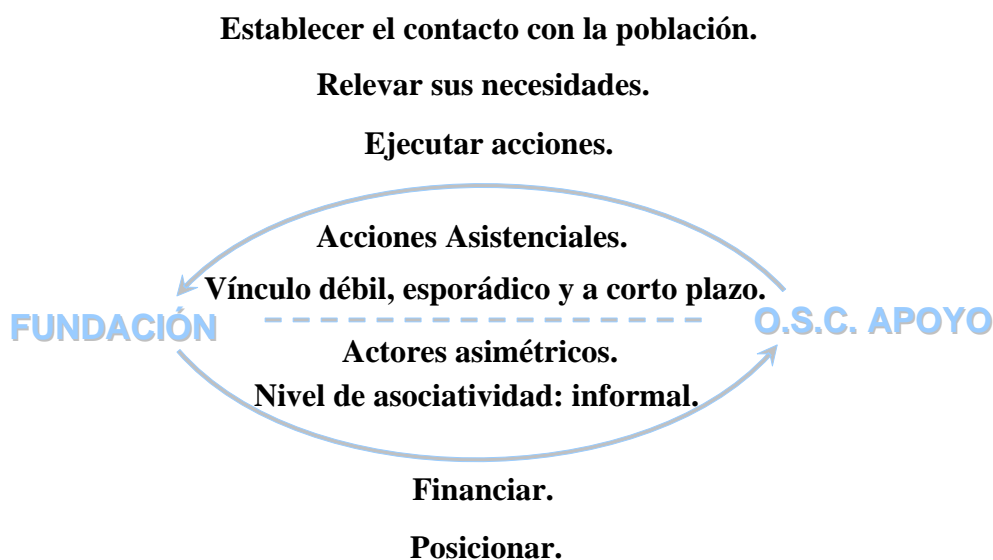 Establecer el contacto con la población.
Relevar sus necesidades.
Ejecutar acciones.
Acciones Asistenciales.
Vínculo débil, esporádico y a corto plazo.
FUNDACIÓN
O.S.C. APOYO
Actores asimétricos.
Nivel de asociatividad: informal.
Financiar.
Posicionar.